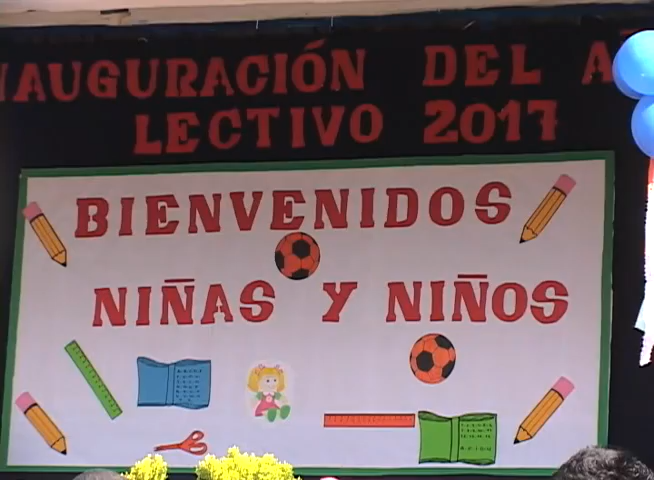 NAUGURACIÓN DEL A
LECTIVO 2017
BIENVENIDOS
NIÑAS Y NIÑOS